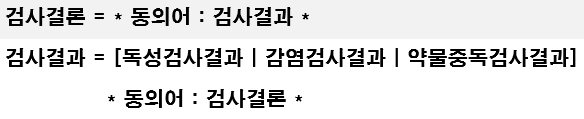 검사결론 = * 동의어 : 검사결과 *
검사결과 = [독성검사결과 | 감염검사결과 | 약물중독검사결과]
* 동의어 : 검사결론 *